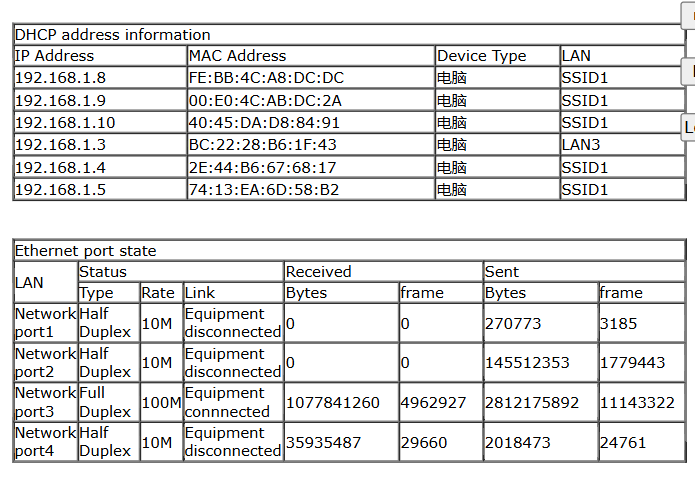 DHCP address information
IP Address MAC Address Device Type LAN
192.168.1.8 FE:BB:4C:A8:DC:DC 电脑 SSID1
192.168.1.9 00:E0:4C:AB:DC:2A 电脑 SSID1
192.168.1.10 40:45:DA:D8:84:91 电脑 SSID1
192.168.1.3 BC:22:28:B6:1F:43 电脑 LAN3
192.168.1.4 2E:44:B6:67:68:17 电脑 SSID1
192.168.1.5 74:13:EA:6D:58:B2 电脑 SSID1
Ethernet port state
LAN Status Received Sent
Type Rate Link Bytes frame Bytes frame
Network port1 Half Duplex 10M Equipment disconnected 0 0 270773 3185
Network port2 Half Duplex 10M Equipment disconnected 0 0 145512353 1779443
Network port3 Full Duplex 100M Equipment connnected 1077841260 4962927 2812175892 11143322
Network port4 Half Duplex 10M Equipment disconnected 35935487 29660 2018473 24761